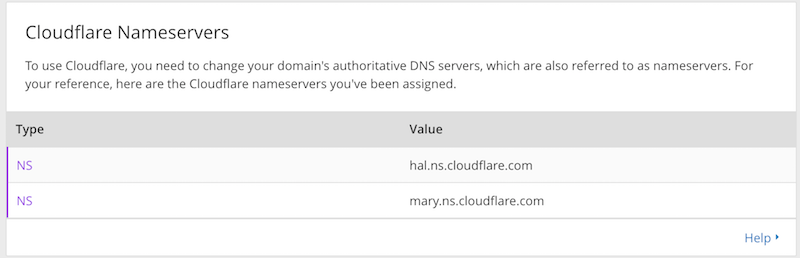 Cloudflare Nameservers
To use Cloudflare, you need to change your domain's authoritative DNS servers, which are also referred to as nameservers. For
your reference, here are the Cloudflare nameservers you've been assigned.
Type Value
NS hal.ns.cloudflare.com
NS mary.ns.cloudflare.com
Help